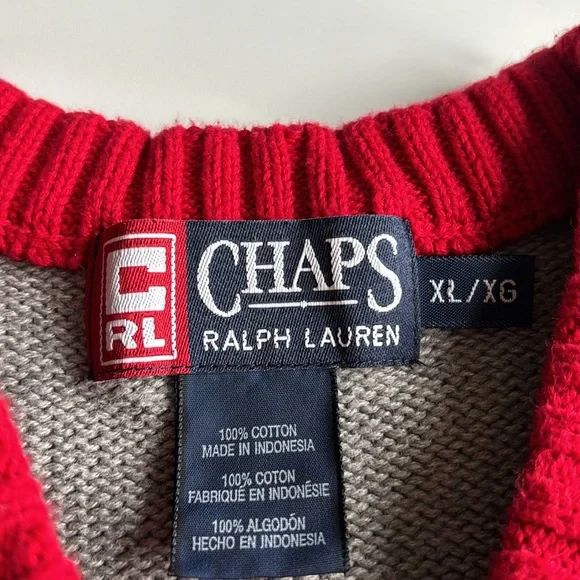 C
RL
CHAPS
RALPH LAUREN
XL/XG
100% COTTON
MADE IN INDONESIA
100% COTON
FABRIQUÉ EN INDONÉSIE
100% ALGODÓN
HECHO EN INDONESIA